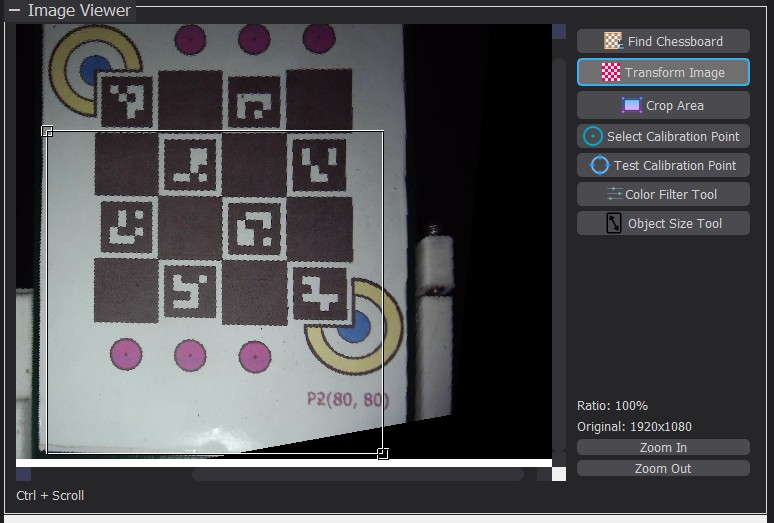 Image Viewer
Find Chessboard
Transform Image
Crop Area
Select Calibration Point
Test Calibration Point
Color Filter Tool
Object Size Tool
P2(80, 80)
Ratio: 100%
Original: 1920x1080
Zoom In
Zoom Out
Ctrl + Scroll